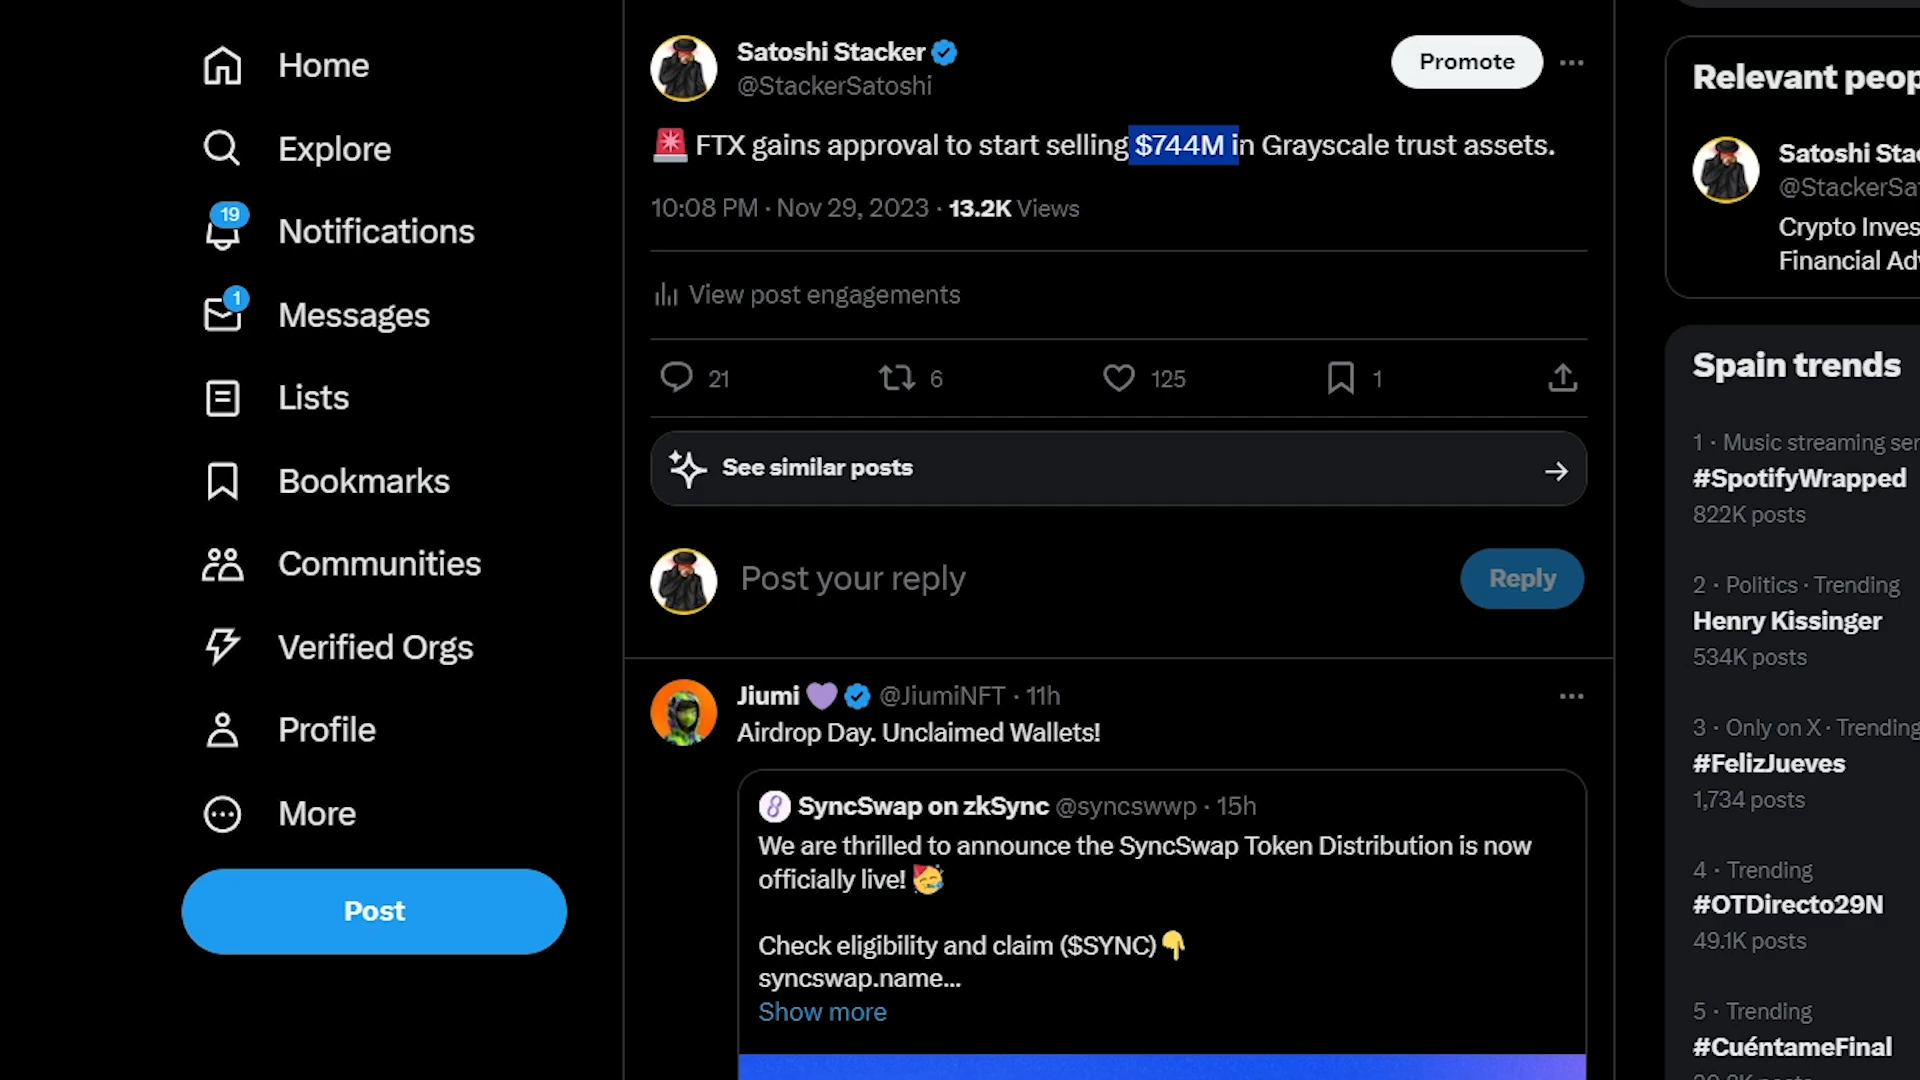 Home
Explore
19
Notifications
1
Messages
Lists
Bookmarks
Communities
Verified Orgs
Profile
More
Post
Satoshi Stacker
@StackerSatoshi
Promote
🚨 FTX gains approval to start selling $744M in Grayscale trust assets.
10:08 PM · Nov 29, 2023 · 13.2K Views
View post engagements
21 6 125 1
See similar posts
Post your reply
Reply
Jiumi 💜 @JiumiNFT · 11h
Airdrop Day. Unclaimed Wallets!
SyncSwap on zkSync @syncswwp · 15h
We are thrilled to announce the SyncSwap Token Distribution is now
officially live! 🥳
Check eligibility and claim ($SYNC)👇
syncswap.name...
Show more
Relevant peop
Satoshi Stac
@StackerSa
Crypto Inves
Financial Ad
Spain trends
1 · Music streaming ser
#SpotifyWrapped
822K posts
2 · Politics · Trending
Henry Kissinger
534K posts
3 · Only on X · Trending
#FelizJueves
1,734 posts
4 · Trending
#OTDirecto29N
49.1K posts
5 · Trending
#CuéntameFinal